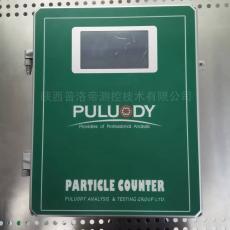 陕西普洛帝测控技术有限公司
PULUODY
Providers of Professional Analysis
PARTICLE COUNTER
PULUODY ANALYSIS & TESTING GROUP LTD.